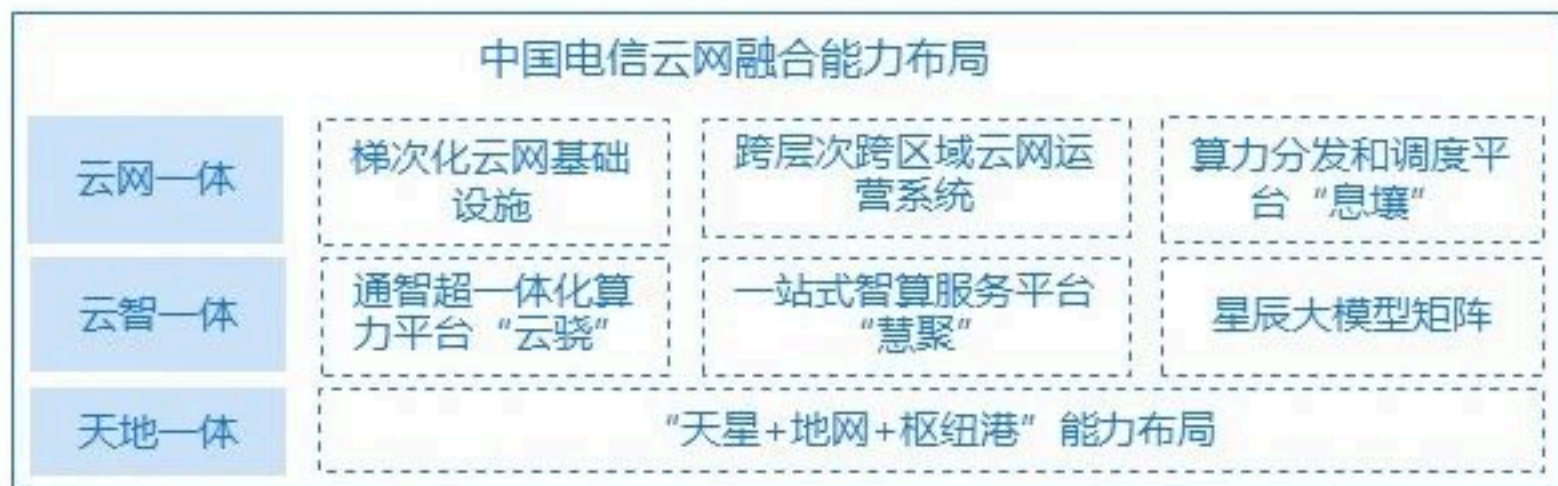 中国电信云网融合能力布局
云网一体
梯次化云网基础
设施
跨层次跨区域云网运
营系统
算力分发和调度平
台“息壤”
云智一体
通智超一体化算
力平台“云骁”
一站式智算服务平台
“慧聚”
星辰大模型矩阵
天地一体
“天星+地网+枢纽港”能力布局